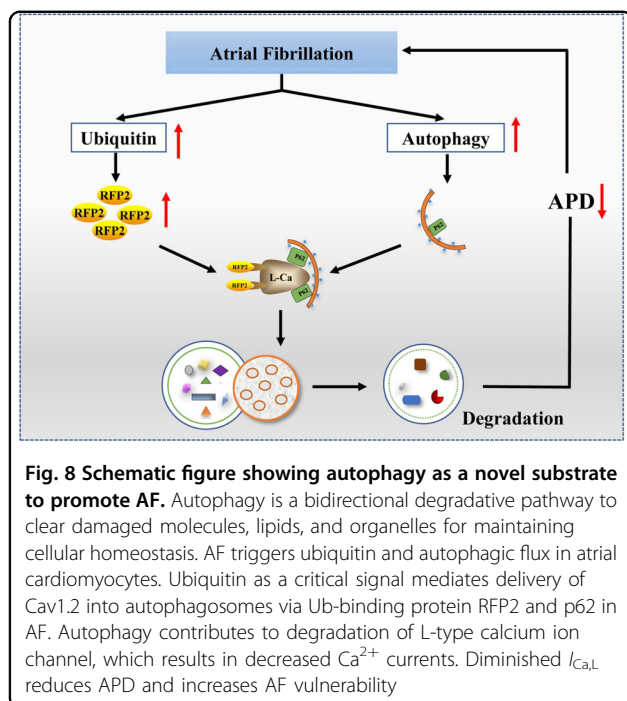 Atrial Fibrillation
Ubiquitin
Autophagy
RFP2
RFP2
RFP2
RFP2
P62
APD
RFP2
RFP2
L-Ca
P62
P62
Degradation
Fig. 8 Schematic figure showing autophagy as a novel substrate
to promote AF. Autophagy is a bidirectional degradative pathway to
clear damaged molecules, lipids, and organelles for maintaining
cellular homeostasis. AF triggers ubiquitin and autophagic flux in atrial
cardiomyocytes. Ubiquitin as a critical signal mediates delivery of
Cav1.2 into autophagosomes via Ub-binding protein RFP2 and p62 in
AF. Autophagy contributes to degradation of L-type calcium ion
channel, which results in decreased Ca²⁺ currents. Diminished I_Ca,L
reduces APD and increases AF vulnerability